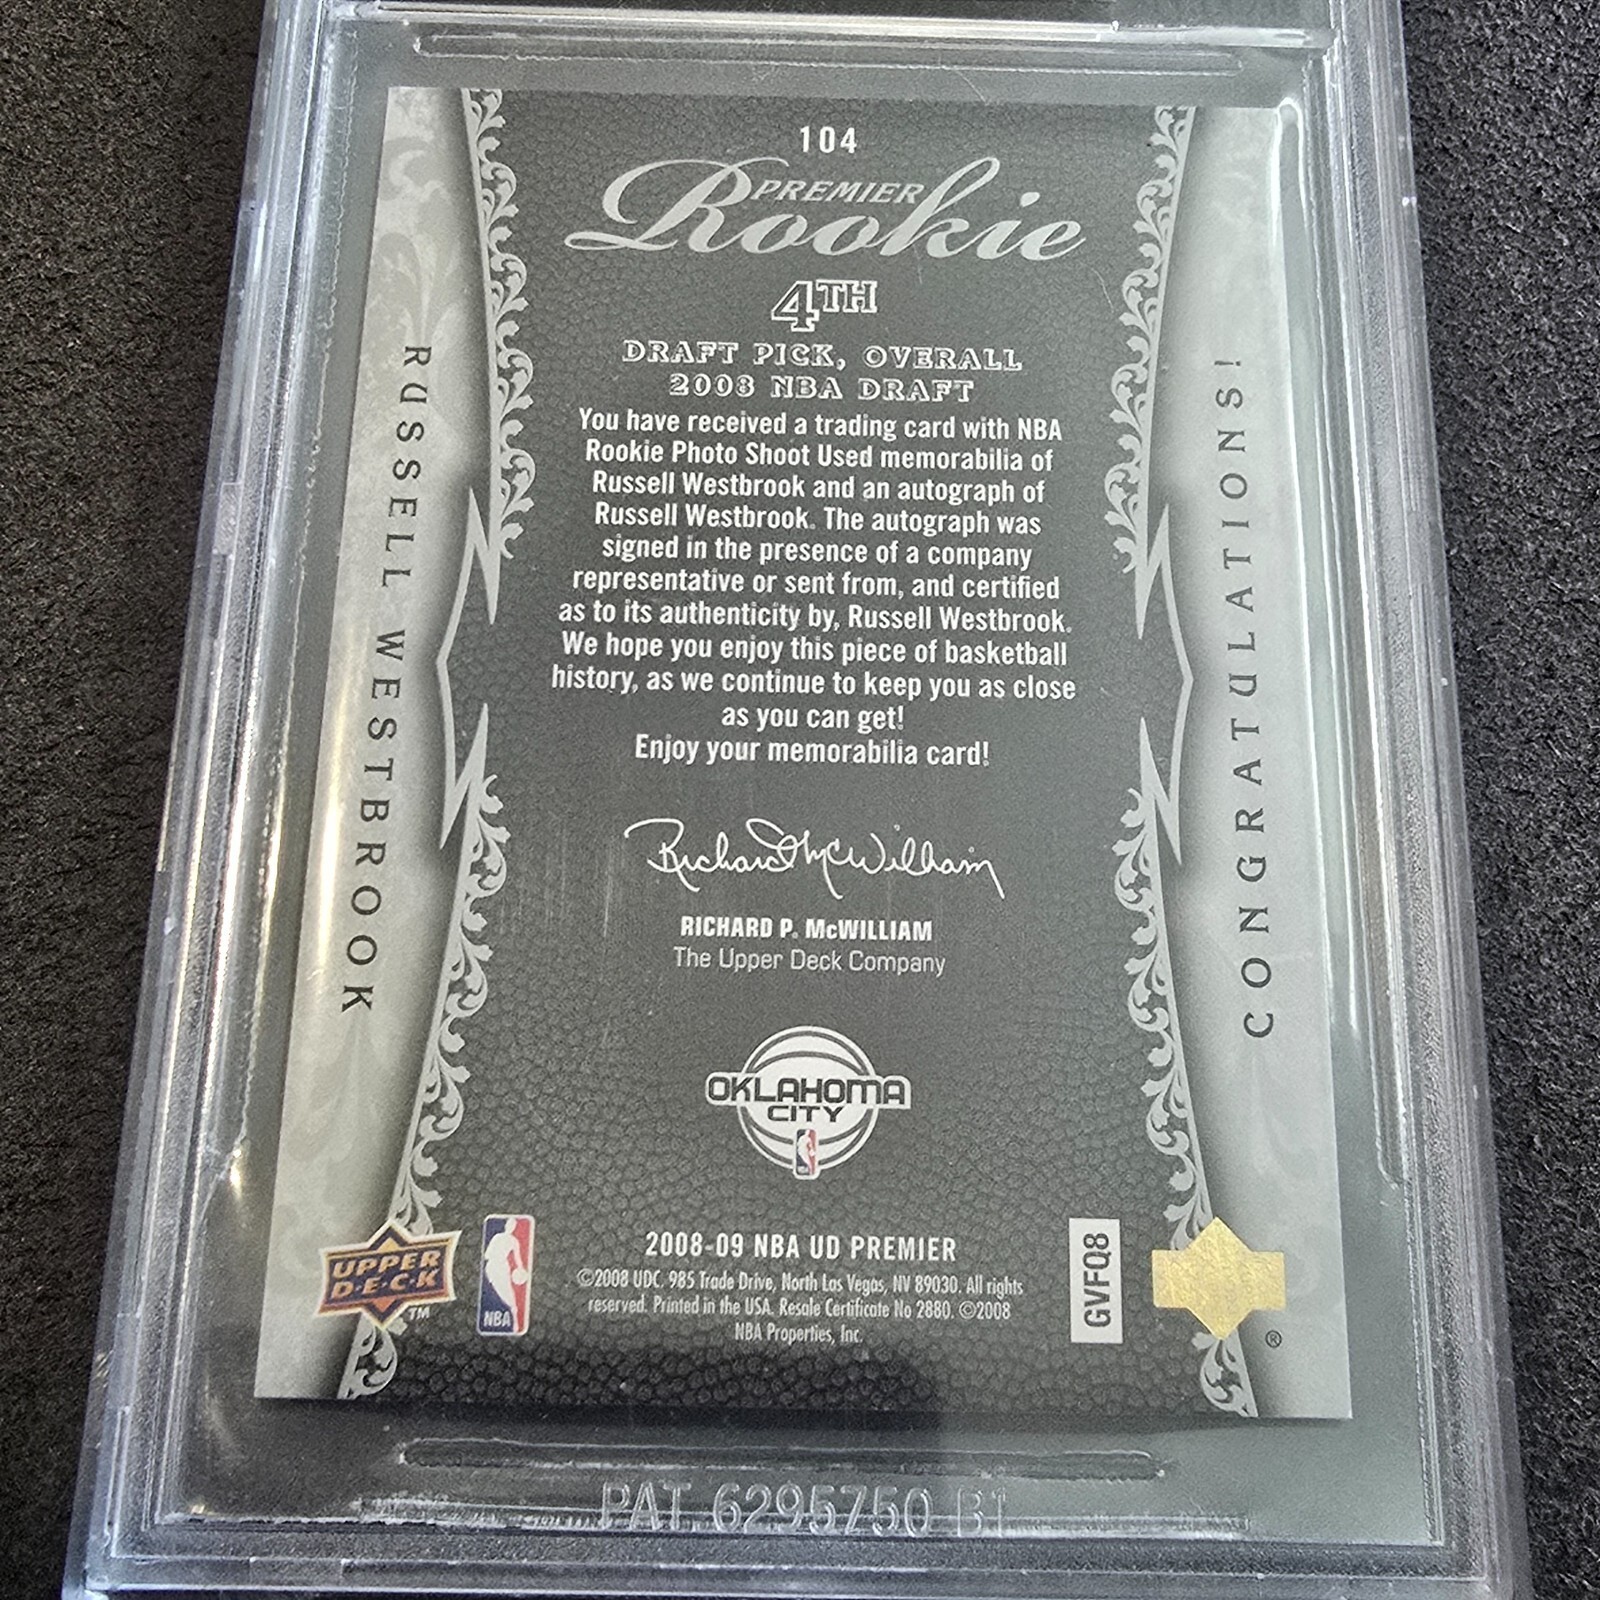 104
PREMIER
Rookie
4TH
DRAFT PICK, OVERALL
2008 NBA DRAFT
You have received a trading card with NBA
Rookie Photo Shoot Used memorabilia of
Russell Westbrook and an autograph of
Russell Westbrook. The autograph was
signed in the presence of a company
representative or sent from, and certified
as to its authenticity by, Russell Westbrook.
We hope you enjoy this piece of basketball
history, as we continue to keep you as close
as you can get!
Enjoy your memorabilia card!
RUSSELL WESTBROOK
CONGRATULATIONS!
Richard McWilliam
RICHARD P. McWILLIAM
The Upper Deck Company
OKLAHOMA
CITY
NBA
UPPER
D·E·C·K
TM
NBA
2008-09 NBA UD PREMIER
©2008 UDC. 985 Trade Drive, North Las Vegas, NV 89030. All rights
reserved. Printed in the USA. Resale Certificate No 2880. ©2008
NBA Properties, Inc.
GVFQ8
®
PAT 6295750 B1